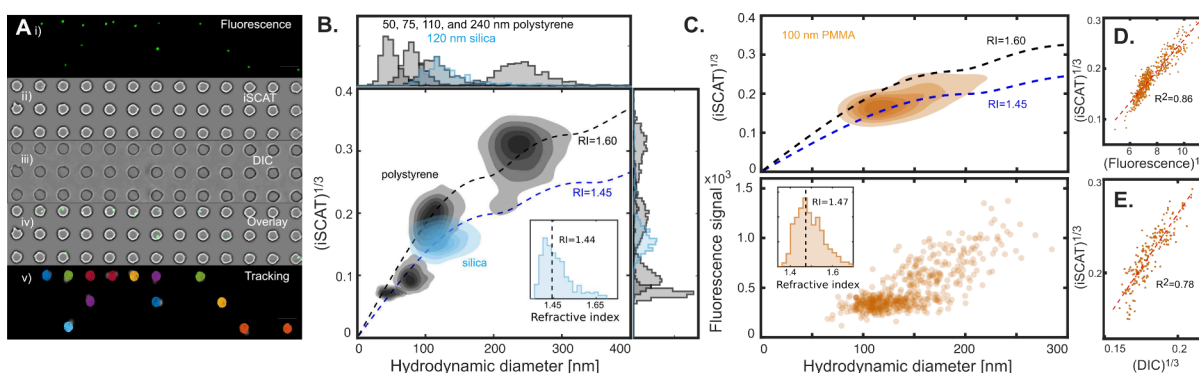 A
i)
Fluorescence
ii)
iSCAT
iii)
DIC
iv)
Overlay
v)
Tracking
B.
50, 75, 110, and 240 nm polystyrene
120 nm silica
(iSCAT)1/3
0.4
0.3
0.2
0.1
0
RI=1.60
polystyrene
RI=1.45
silica
RI=1.44
1.45 1.65
Refractive index
0 100 200 300 400
Hydrodynamic diameter [nm]
C.
100 nm PMMA
(iSCAT)1/3
0.4
0.3
0.2
0.1
0
RI=1.60
RI=1.45
×10³
Fluorescence signal
1.5
1.0
0.5
0
RI=1.47
1.4 1.6
Refractive index
0 50 100 150 200 250 300
Hydrodynamic diameter [nm]
D.
(iSCAT)1/3
0.3
0.2
0.1
R2=0.86
6 8 10
(Fluorescence)1
E.
(iSCAT)1/3
0.3
0.2
R2=0.78
0.15 0.2
(DIC)1/3